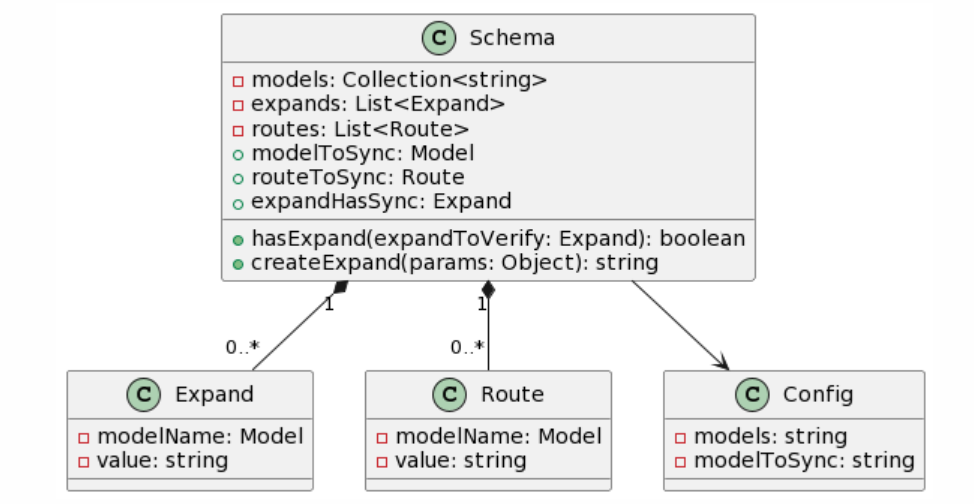 C Schema
models: Collection<string>
expands: List<Expand>
routes: List<Route>
modelToSync: Model
routeToSync: Route
expandHasSync: Expand
hasExpand(expandToVerify: Expand): boolean
createExpand(params: Object): string
1
1
0..*
0..*
C Expand
modelName: Model
value: string
C Route
modelName: Model
value: string
C Config
models: string
modelToSync: string